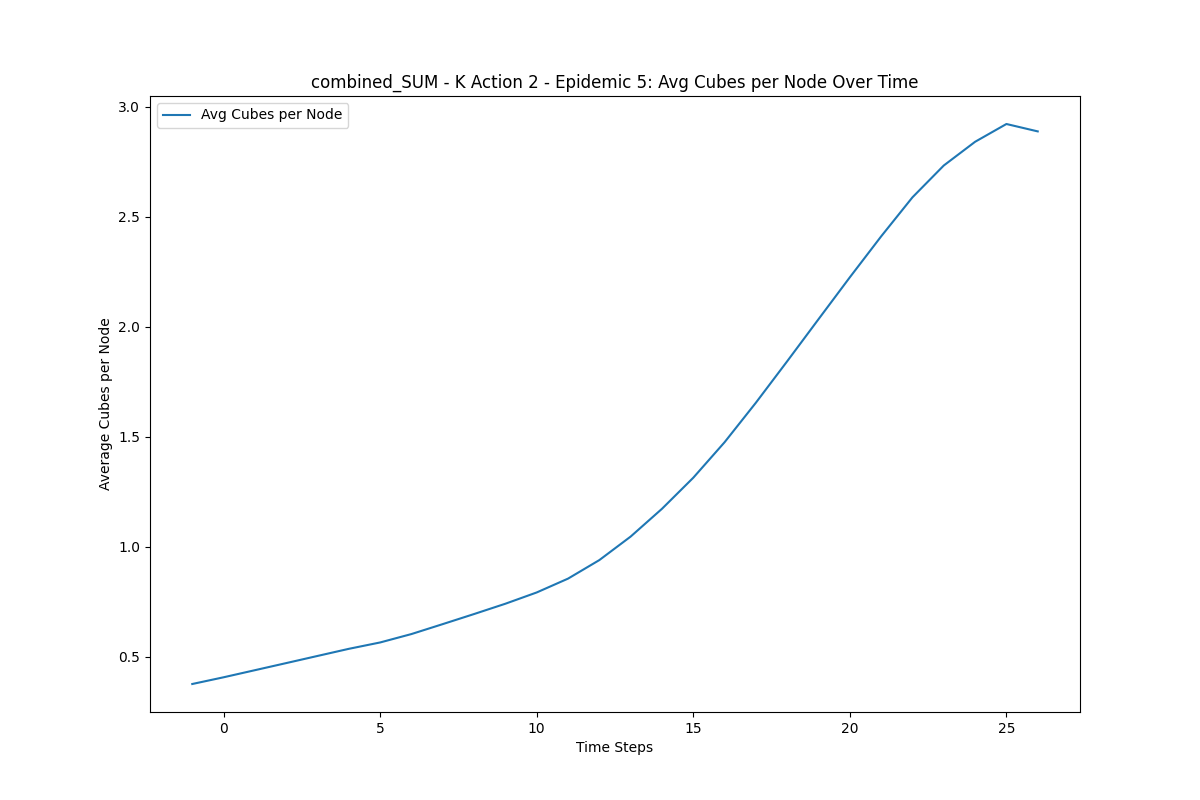 combined_SUM - K Action 2 - Epidemic 5: Avg Cubes per Node Over Time
Avg Cubes per Node
3.0
2.5
2.0
1.5
1.0
0.5
Average Cubes per Node
0 5 10 15 20 25
Time Steps